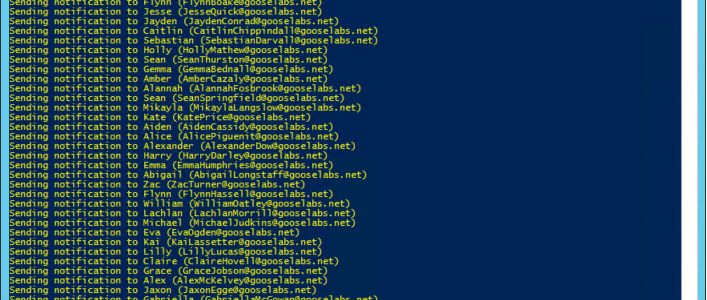 Sending notification to Flynn (FlynnBoake@gooselabs.net)
Sending notification to Jesse (JesseQuick@gooselabs.net)
Sending notification to Jayden (JaydenConrad@gooselabs.net)
Sending notification to Caitlin (CaitlinChippindall@gooselabs.net)
Sending notification to Sebastian (SebastianDarvall@gooselabs.net)
Sending notification to Holly (HollyMathew@gooselabs.net)
Sending notification to Sean (SeanThurston@gooselabs.net)
Sending notification to Gemma (GemmaBednall@gooselabs.net)
Sending notification to Amber (AmberCazaly@gooselabs.net)
Sending notification to Alannah (AlannahFosbrook@gooselabs.net)
Sending notification to Sean (SeanSpringfield@gooselabs.net)
Sending notification to Mikayla (MikaylaLangslow@gooselabs.net)
Sending notification to Kate (KatePrice@gooselabs.net)
Sending notification to Aiden (AidenCassidy@gooselabs.net)
Sending notification to Alice (AlicePiguenit@gooselabs.net)
Sending notification to Alexander (AlexanderDow@gooselabs.net)
Sending notification to Harry (HarryDarley@gooselabs.net)
Sending notification to Emma (EmmaHumphries@gooselabs.net)
Sending notification to Abigail (AbigailLongstaff@gooselabs.net)
Sending notification to Zac (ZacTurner@gooselabs.net)
Sending notification to Flynn (FlynnHassell@gooselabs.net)
Sending notification to William (WilliamOatley@gooselabs.net)
Sending notification to Lachlan (LachlanMorrill@gooselabs.net)
Sending notification to Michael (MichaelJudkins@gooselabs.net)
Sending notification to Eva (EvaOgden@gooselabs.net)
Sending notification to Kai (KaiLassetter@gooselabs.net)
Sending notification to Lilly (LillyLucas@gooselabs.net)
Sending notification to Claire (ClaireHovell@gooselabs.net)
Sending notification to Grace (GraceJobson@gooselabs.net)
Sending notification to Alex (AlexMcKelvey@gooselabs.net)
Sending notification to Jaxon (JaxonEgge@gooselabs.net)
Sending notification to Gabriella (GabriellaMcGowan@gooselabs.net)